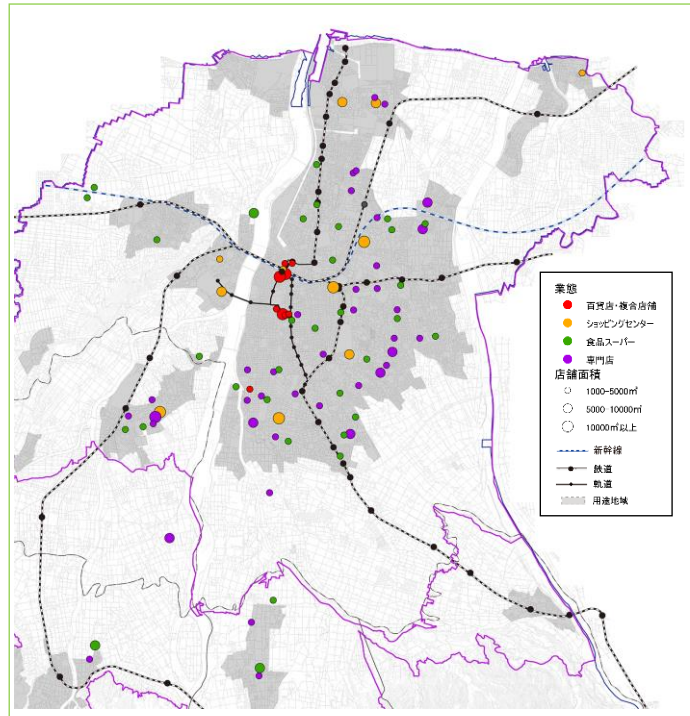 業態
百貨店・複合店舗
ショッピングセンター
食品スーパー
専門店
店舗面積
1000-5000㎡
5000-10000㎡
10000㎡以上
新幹線
鉄道
軌道
用途地域